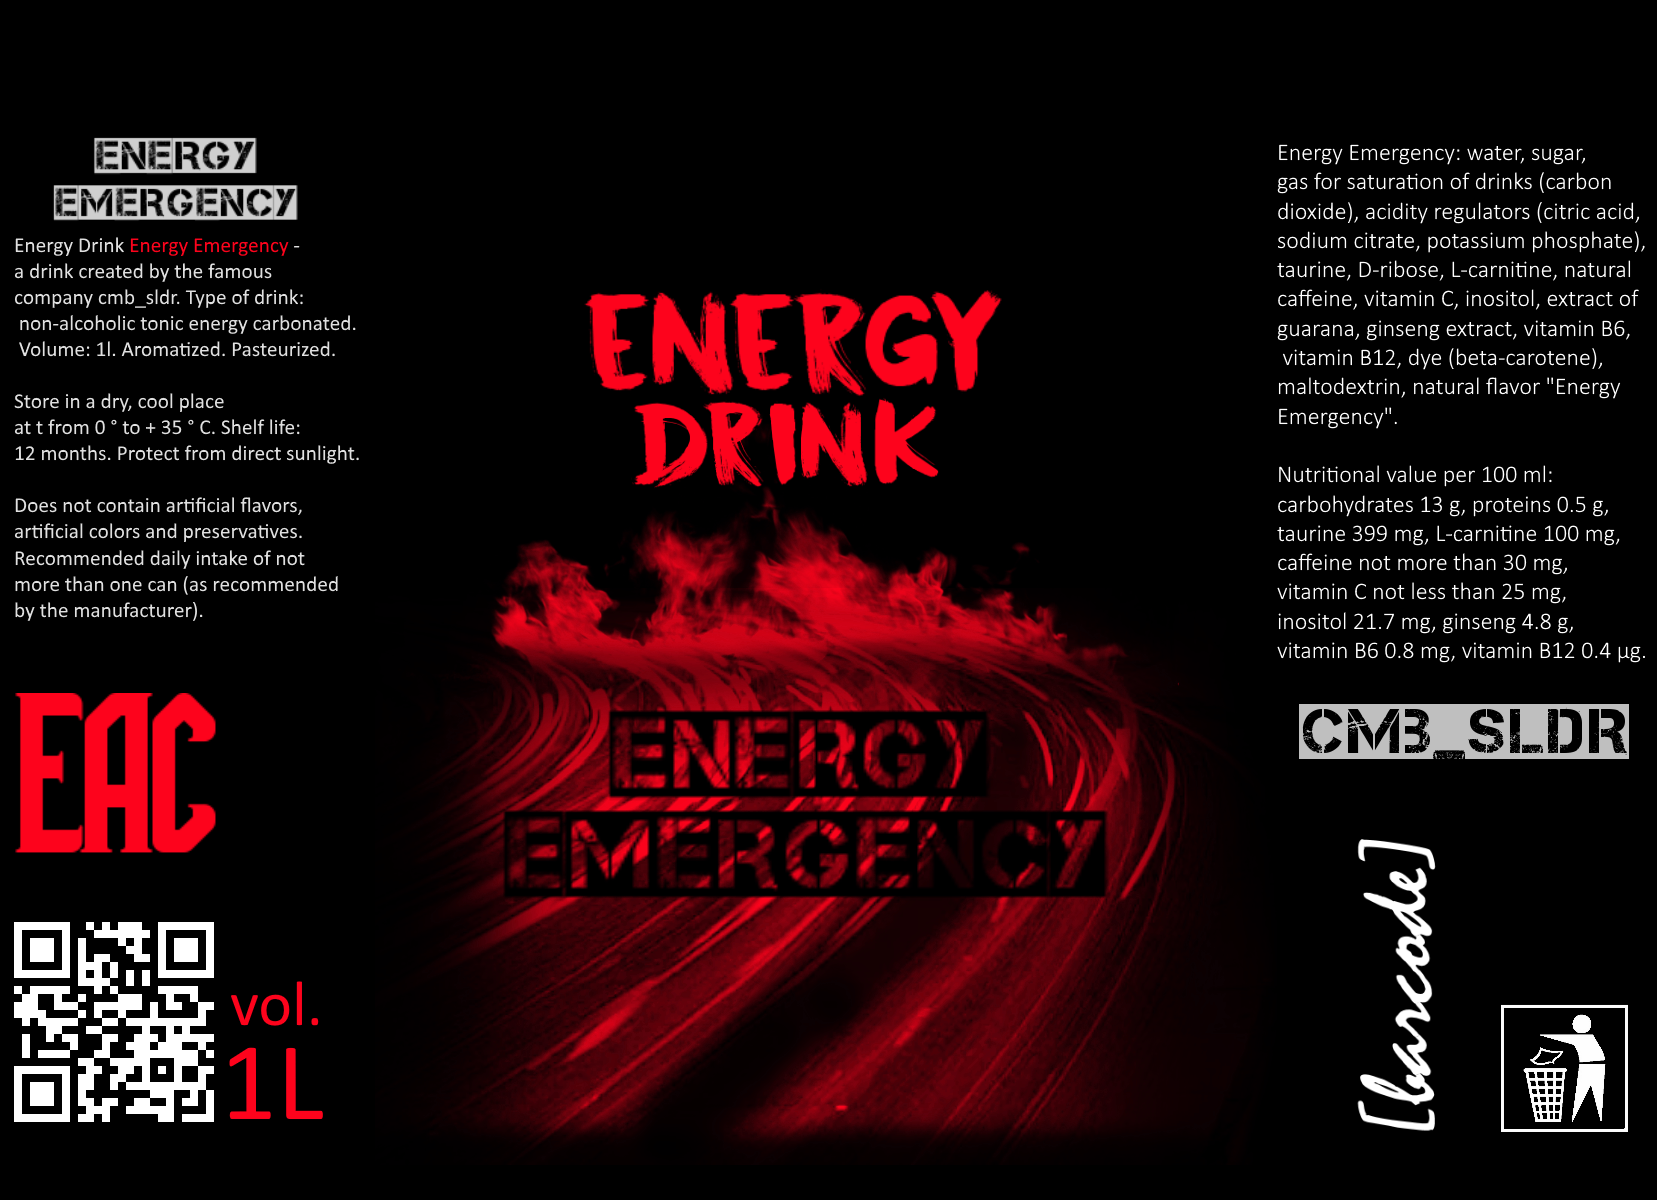 ENERGY
EMERGENCY
Energy Drink Energy Emergency -
a drink created by the famous
company cmb_sldr. Type of drink:
non-alcoholic tonic energy carbonated.
Volume: 1l. Aromatized. Pasteurized.
Store in a dry, cool place
at t from 0 ° to + 35 ° C. Shelf life:
12 months. Protect from direct sunlight.
Does not contain artificial flavors,
artificial colors and preservatives.
Recommended daily intake of not
more than one can (as recommended
by the manufacturer).
EAC
vol.
1L
ENERGY
DRINK
ENERGY
EMERGENCY
Energy Emergency: water, sugar,
gas for saturation of drinks (carbon
dioxide), acidity regulators (citric acid,
sodium citrate, potassium phosphate),
taurine, D-ribose, L-carnitine, natural
caffeine, vitamin C, inositol, extract of
guarana, ginseng extract, vitamin B6,
vitamin B12, dye (beta-carotene),
maltodextrin, natural flavor "Energy
Emergency".
Nutritional value per 100 ml:
carbohydrates 13 g, proteins 0.5 g,
taurine 399 mg, L-carnitine 100 mg,
caffeine not more than 30 mg,
vitamin C not less than 25 mg,
inositol 21.7 mg, ginseng 4.8 g,
vitamin B6 0.8 mg, vitamin B12 0.4 µg.
CMB_SLDR
[barcode]